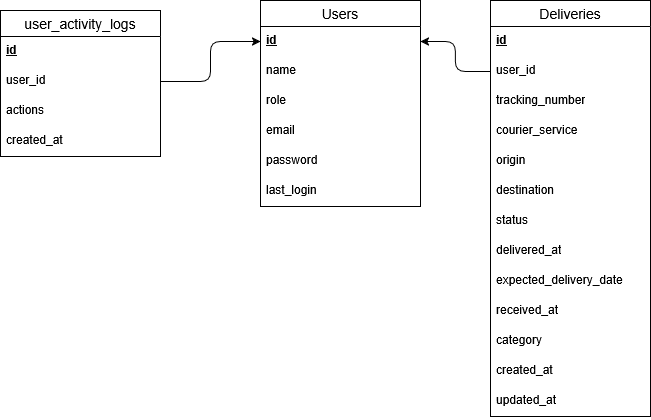 user_activity_logs
id
user_id
actions
created_at
Users
id
name
role
email
password
last_login
Deliveries
id
user_id
tracking_number
courier_service
origin
destination
status
delivered_at
expected_delivery_date
received_at
category
created_at
updated_at